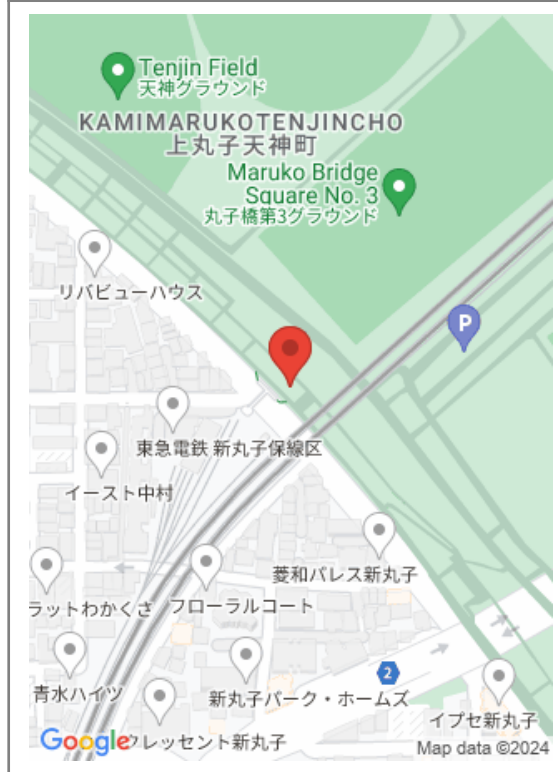 Tenjin Field
天神グラウンド
KAMIMARUKOTENJINCHO
上丸子天神町
Maruko Bridge
Square No. 3
丸子橋第3グラウンド
リバビューハウス
P
東急電鉄 新丸子保線区
イースト中村
菱和パレス新丸子
ラットわかくさ
フローラルコート
2
青水ハイツ
新丸子パーク・ホームズ
イプセ新丸子
Google
クレッセント新丸子
Map data ©2024